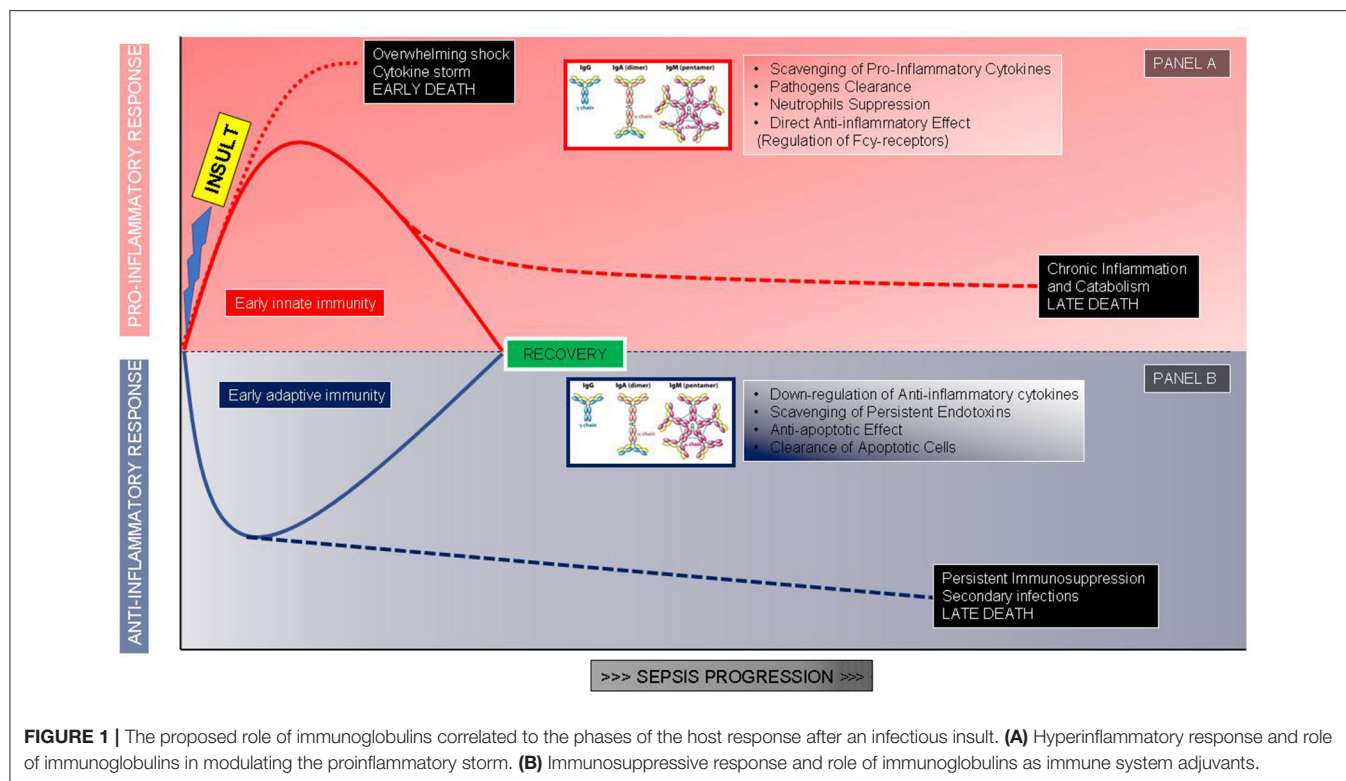 PRO-INFLAMMATORY RESPONSE
Overwhelming shock
Cytokine storm
EARLY DEATH
INSULT
IgG
IgA (dimer)
IgM (pentamer)
γ chain
α chain
• Scavenging of Pro-Inflammatory Cytokines
• Pathogens Clearance
• Neutrophils Suppression
• Direct Anti-inflammatory Effect
(Regulation of Fcγ-receptors)
PANEL A
Early innate immunity
Chronic Inflammation
and Catabolism
LATE DEATH
RECOVERY
ANTI-INFLAMMATORY RESPONSE
Early adaptive immunity
IgG
IgA (dimer)
IgM (pentamer)
γ chain
α chain
• Down-regulation of Anti-inflammatory cytokines
• Scavenging of Persistent Endotoxins
• Anti-apoptotic Effect
• Clearance of Apoptotic Cells
PANEL B
Persistent Immunosuppression
Secondary infections
LATE DEATH
>>> SEPSIS PROGRESSION >>>
FIGURE 1 | The proposed role of immunoglobulins correlated to the phases of the host response after an infectious insult. (A) Hyperinflammatory response and role
of immunoglobulins in modulating the proinflammatory storm. (B) Immunosuppressive response and role of immunoglobulins as immune system adjuvants.